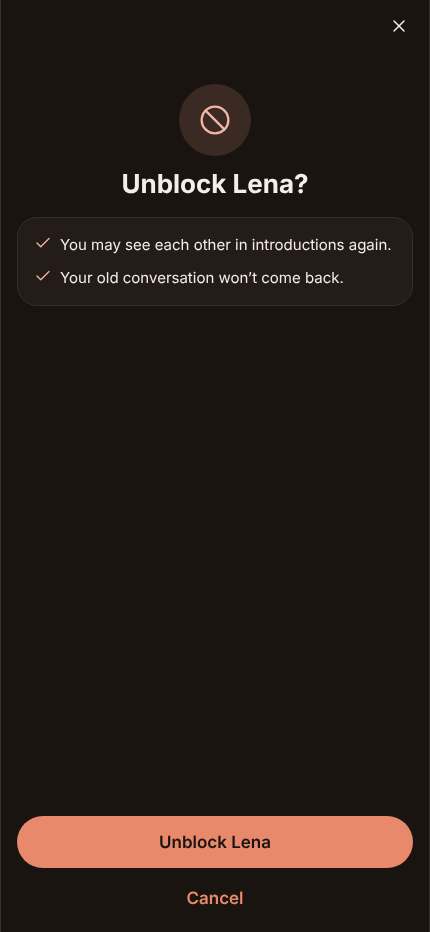 Unblock Lena?
You may see each other in introductions again.
Your old conversation won’t come back.
Unblock Lena
Cancel